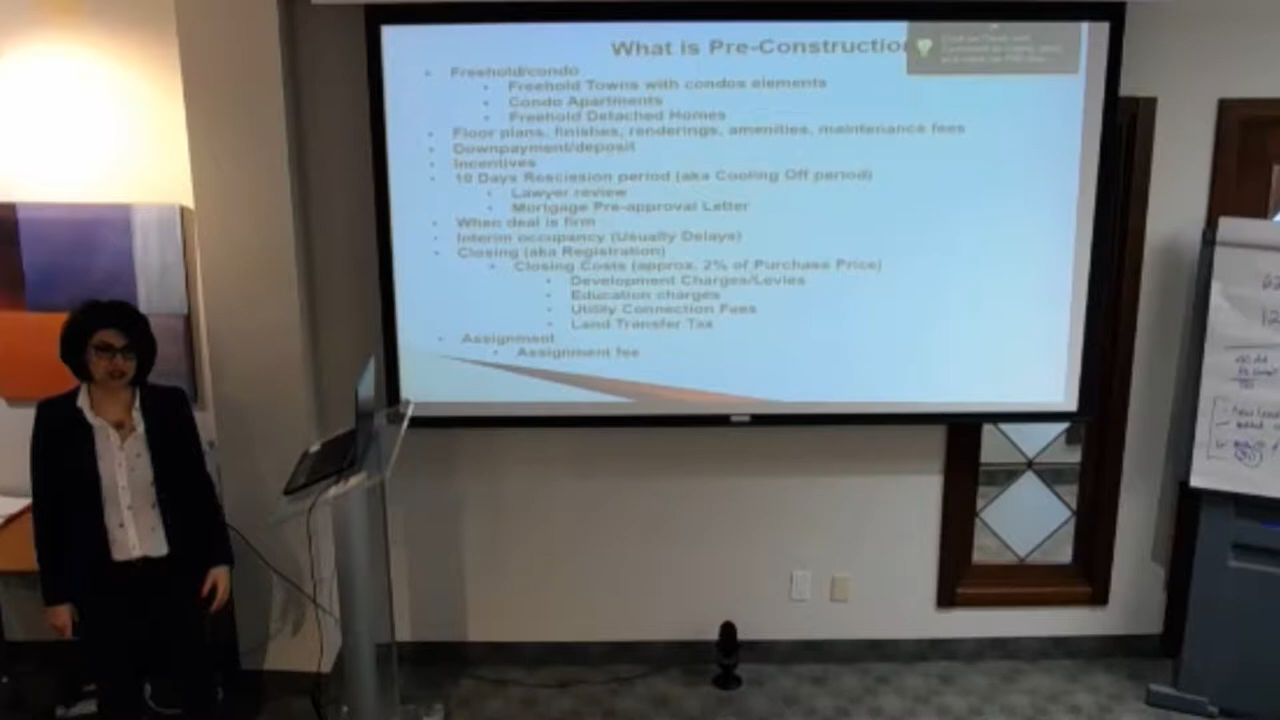 What is Pre-Constructio
Freehold/condo
Freehold Towns with condos elements
Condo Apartments
Freehold Detached Homes
Floor plans, finishes, renderings, amenities, maintenance fees
Downpayment/deposit
Incentives
10 Days Rescission period (aka Cooling Off period)
Lawyer review
Mortgage Pre-approval Letter
When deal is firm
Interim occupancy (Usually Delays)
Closing (aka Registration)
Closing Costs (approx. 2% of Purchase Price)
Development Charges/Levies
Education charges
Utility Connection Fees
Land Transfer Tax
Assignment
Assignment fee
12